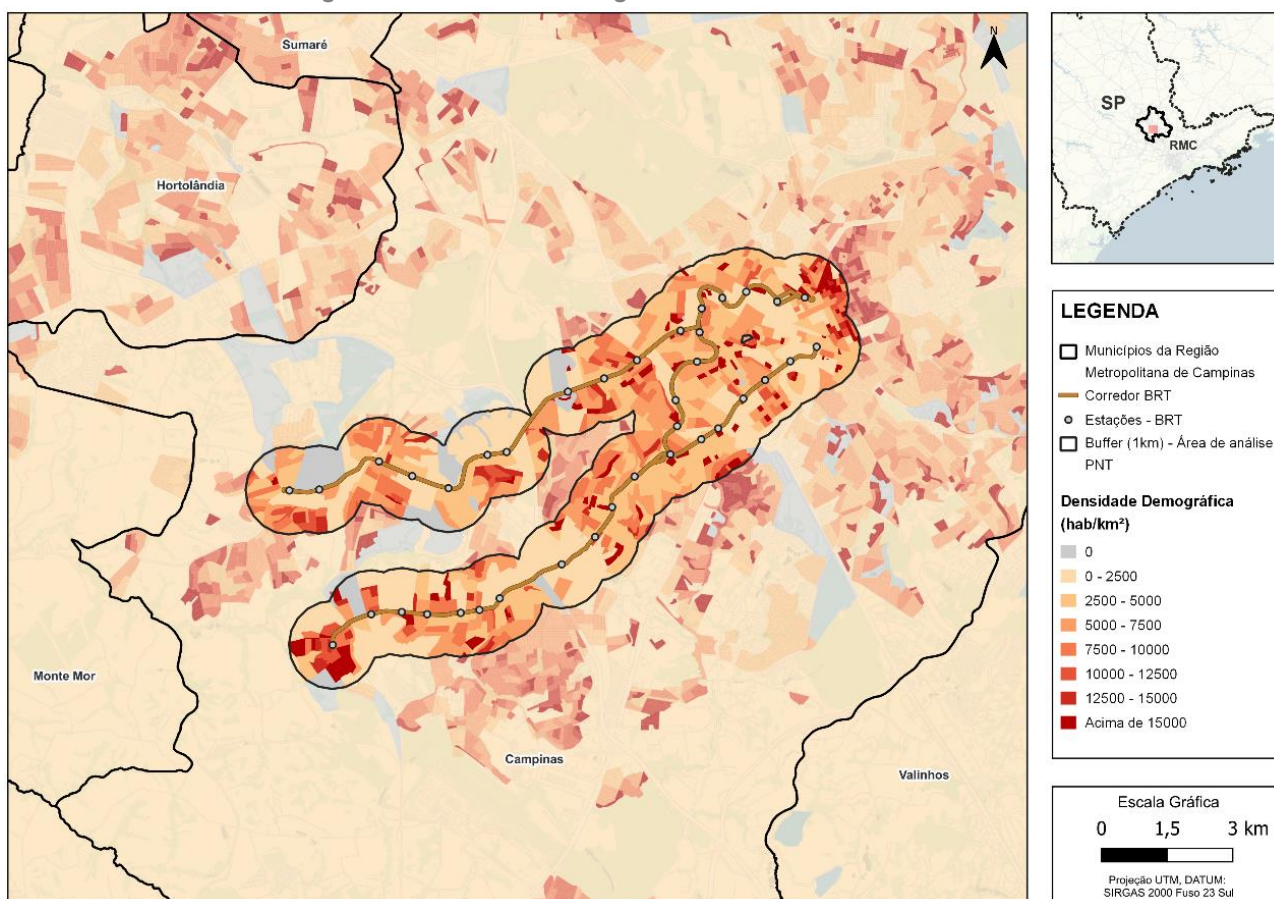 Sumaré
N
Hortolândia
Monte Mor
Campinas
Valinhos
SP
RMC
LEGENDA
Municípios da Região
Metropolitana de Campinas
Corredor BRT
Estações - BRT
Buffer (1km) - Área de análise
PNT
Densidade Demográfica
(hab/km²)
0
0 - 2500
2500 - 5000
5000 - 7500
7500 - 10000
10000 - 12500
12500 - 15000
Acima de 15000
Escala Gráfica
0 1,5 3 km
Projeção UTM, DATUM:
SIRGAS 2000 Fuso 23 Sul